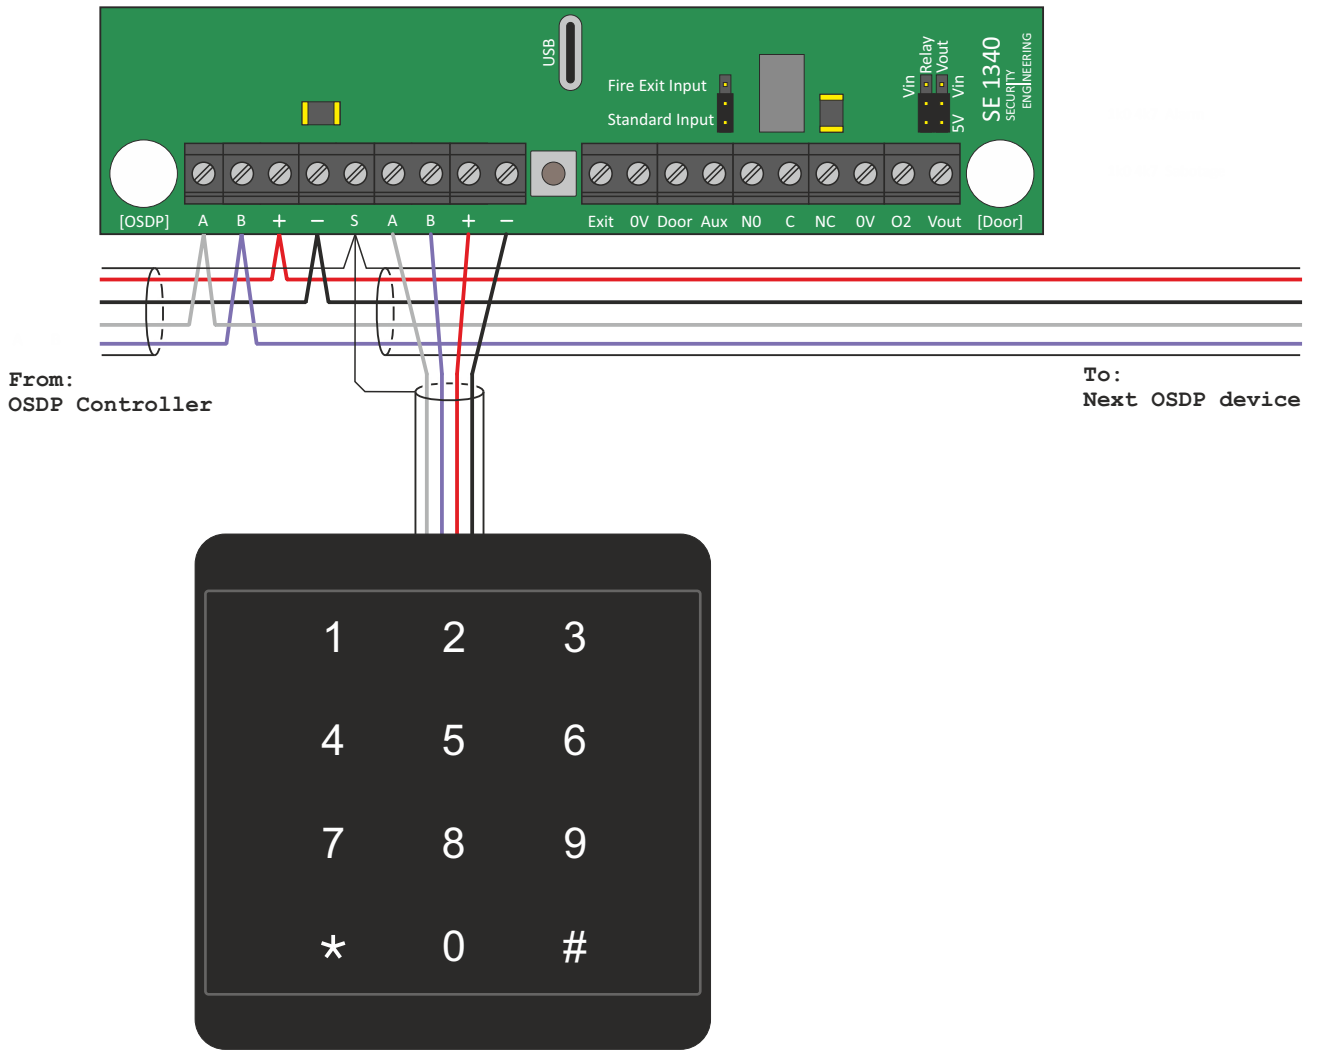 USB
Fire Exit Input
Standard Input
Vin
Relay
Vout
Vin
5V
SE 1340
SECURITY
ENGINEERING
[OSDP] A B + − S A B + − Exit 0V Door Aux N0 C NC 0V O2 Vout [Door]
From:
OSDP Controller
To:
Next OSDP device
1 2 3
4 5 6
7 8 9
* 0 #